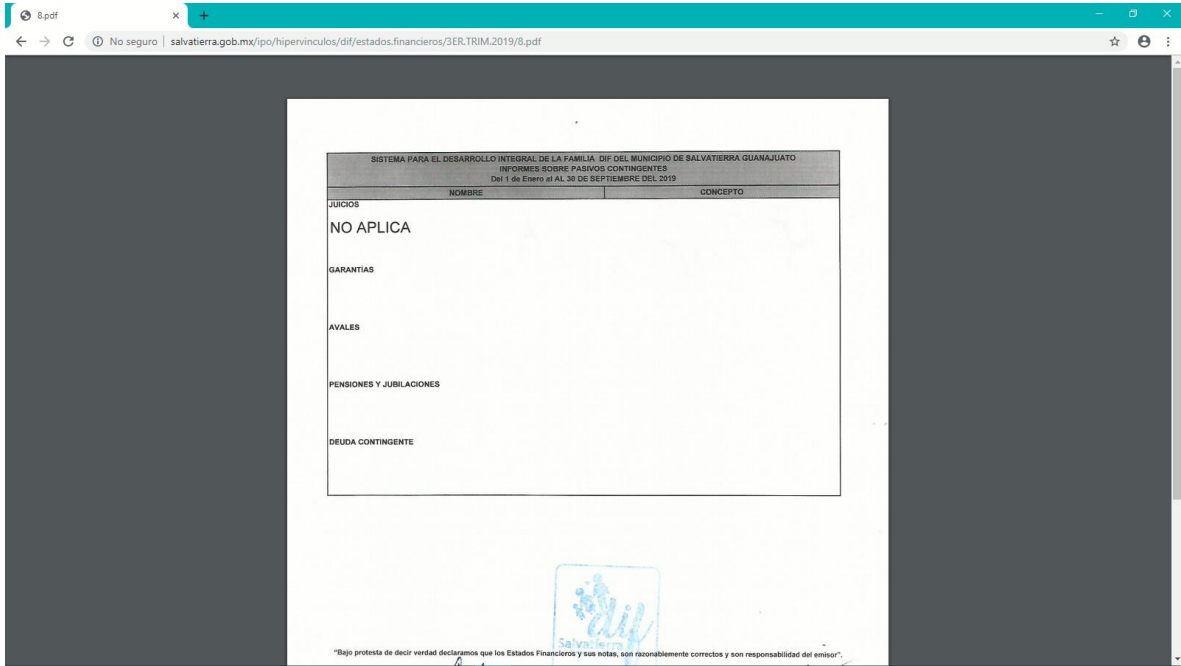 8.pdf
No seguro | salvatierra.gob.mx/ipo/hipervinculos/dif/estados.financieros/3ER.TRIM.2019/8.pdf
SISTEMA PARA EL DESARROLLO INTEGRAL DE LA FAMILIA DIF DEL MUNICIPIO DE SALVATIERRA GUANAJUATO
INFORMES SOBRE PASIVOS CONTINGENTES
Del 1 de Enero al AL 30 DE SEPTIEMBRE DEL 2019
NOMBRE CONCEPTO
JUICIOS
NO APLICA
GARANTÍAS
AVALES
PENSIONES Y JUBILACIONES
DEUDA CONTINGENTE
dif
Salvatierra
"Bajo protesta de decir verdad declaramos que los Estados Financieros y sus notas, son razonablemente correctos y son responsabilidad del emisor".